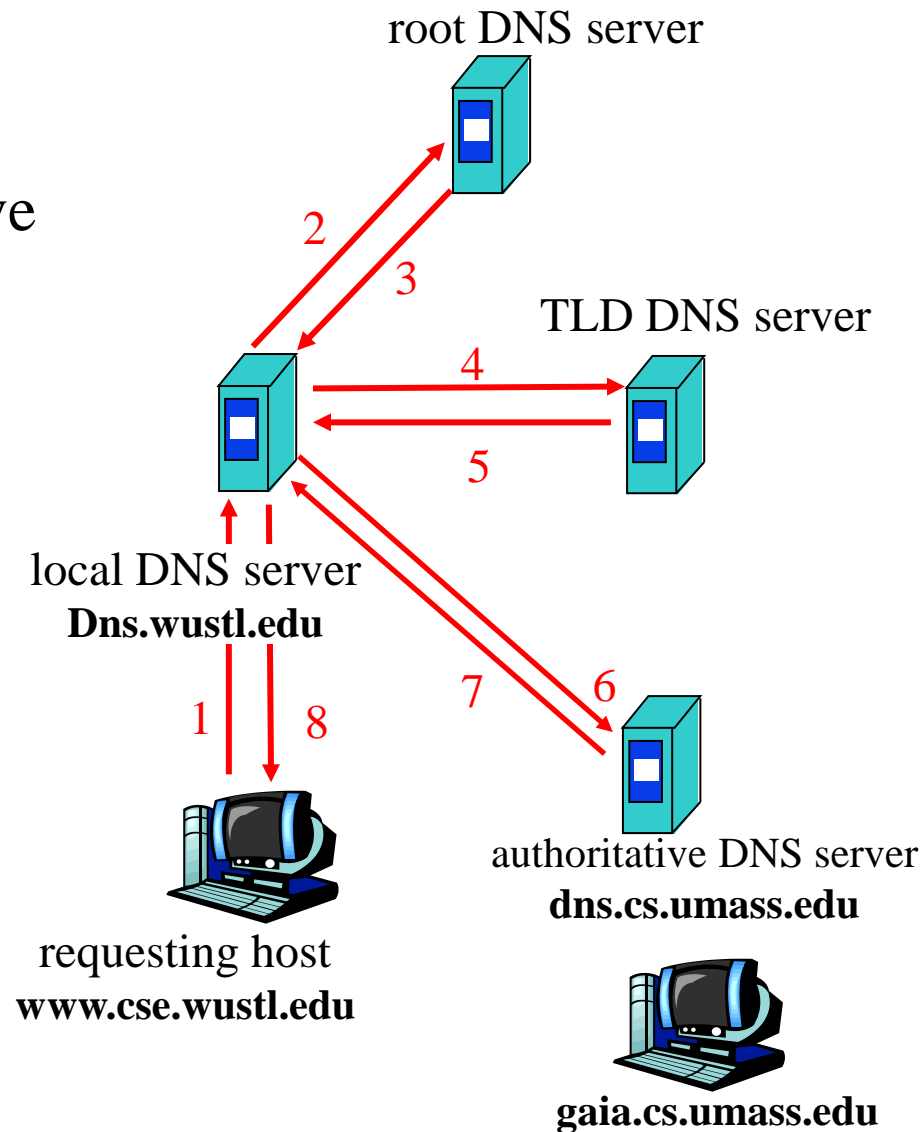 root DNS server
2
3
TLD DNS server
4
5
local DNS server
Dns.wustl.edu
1
8
7
6
authoritative DNS server
dns.cs.umass.edu
requesting host
www.cse.wustl.edu
gaia.cs.umass.edu